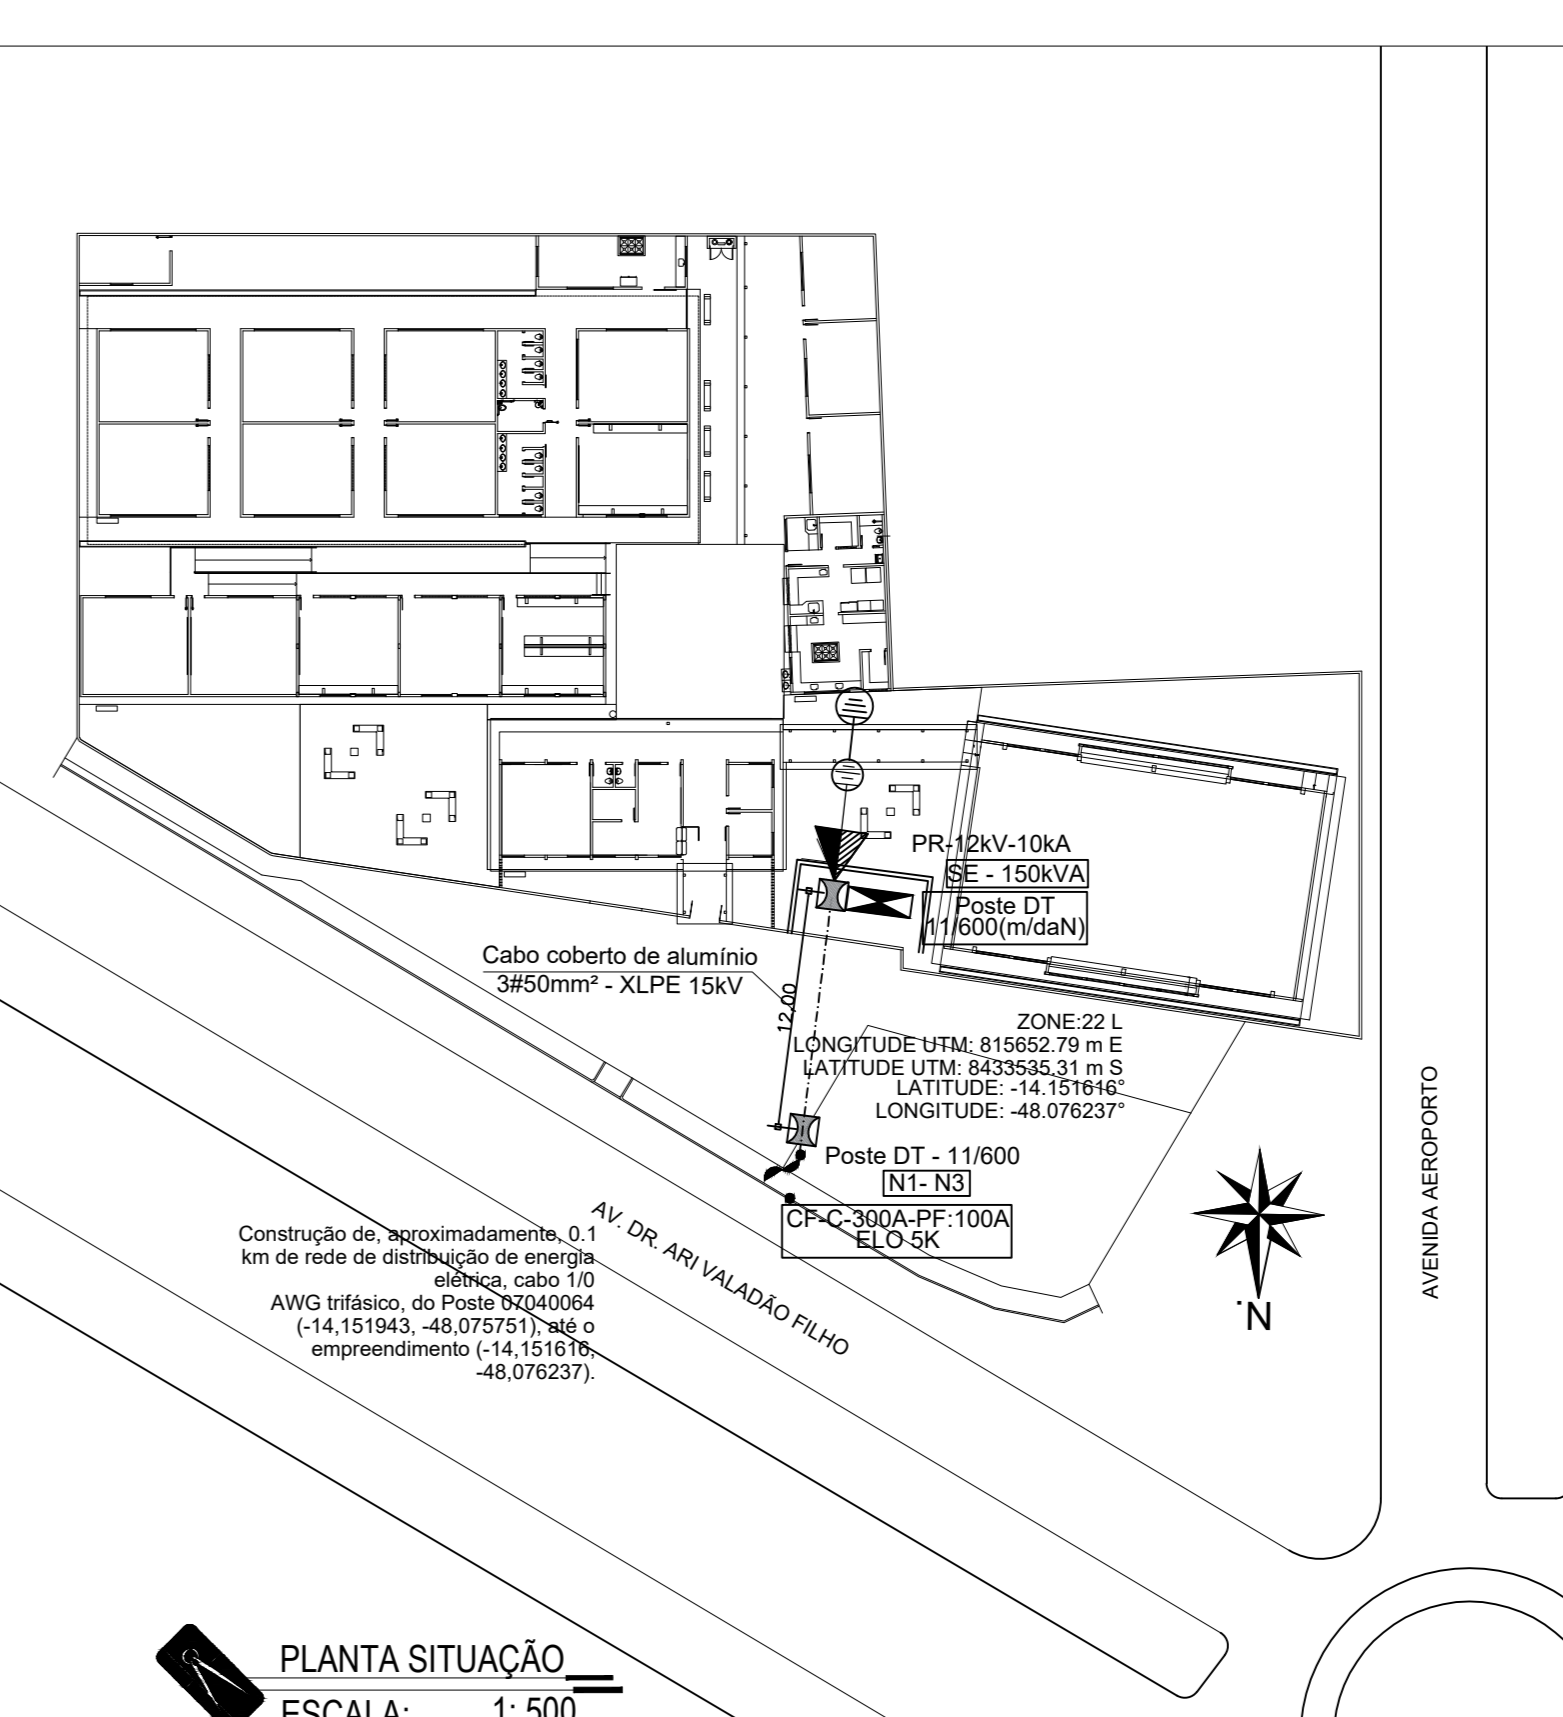 PR-12kV-10kA
SE - 150kVA
Poste DT
11/600(m/daN)
Cabo coberto de alumínio
3#50mm² - XLPE 15kV
12,00
ZONE:22 L
LONGITUDE UTM: 815652.79 m E
LATITUDE UTM: 8433535.31 m S
LATITUDE: -14.151616°
LONGITUDE: -48.076237°
Poste DT - 11/600
N1- N3
CF-C-300A-PF:100A
ELO 5K
AV. DR. ARI VALADÃO FILHO
Construção de, aproximadamente, 0.1
km de rede de distribuição de energia
elétrica, cabo 1/0
AWG trifásico, do Poste 07040064
(-14,151943, -48,075751), até o
empreendimento (-14,151616,
-48,076237).
AVENIDA AEROPORTO
N
PLANTA SITUAÇÃO
ESCALA: 1: 500